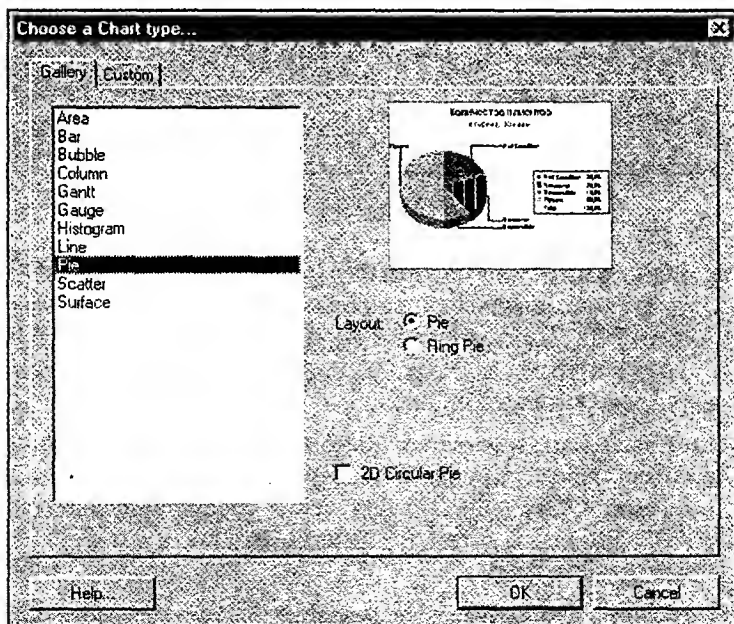 Choose a Chart type...
Gallery
Custom
Area
Bar
Bubble
Column
Gantt
Gauge
Histogram
Line
Pie
Scatter
Surface
Layout: Pie
Ring Pie
2D Circular Pie
Help...
OK
Cancel